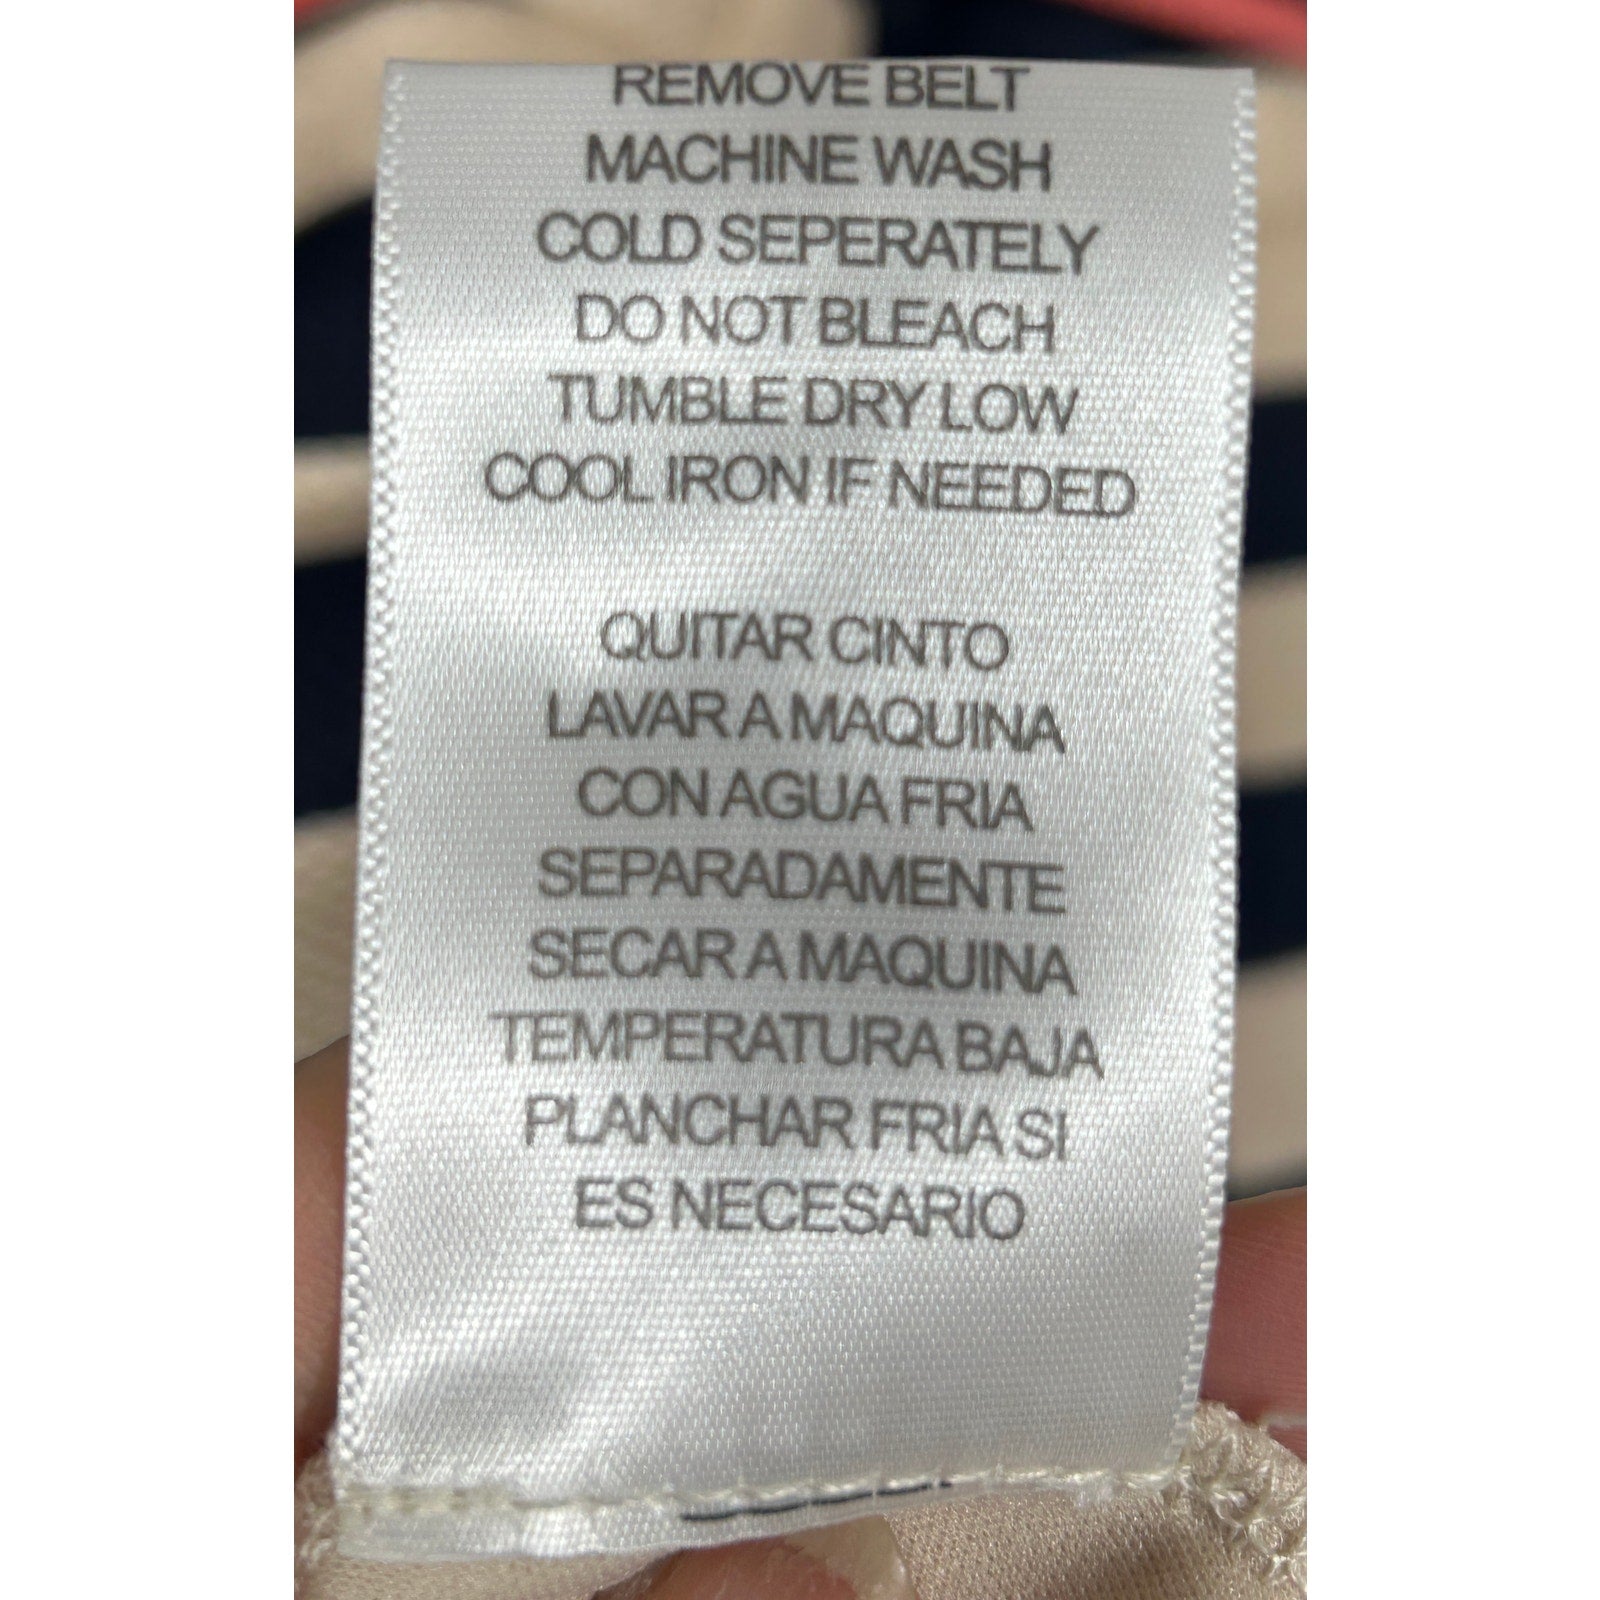 REMOVE BELT
MACHINE WASH
COLD SEPERATELY
DO NOT BLEACH
TUMBLE DRY LOW
COOL IRON IF NEEDED
QUITAR CINTO
LAVAR A MAQUINA
CON AGUA FRIA
SEPARADAMENTE
SECAR A MAQUINA
TEMPERATURA BAJA
PLANCHAR FRIA SI
ES NECESARIO